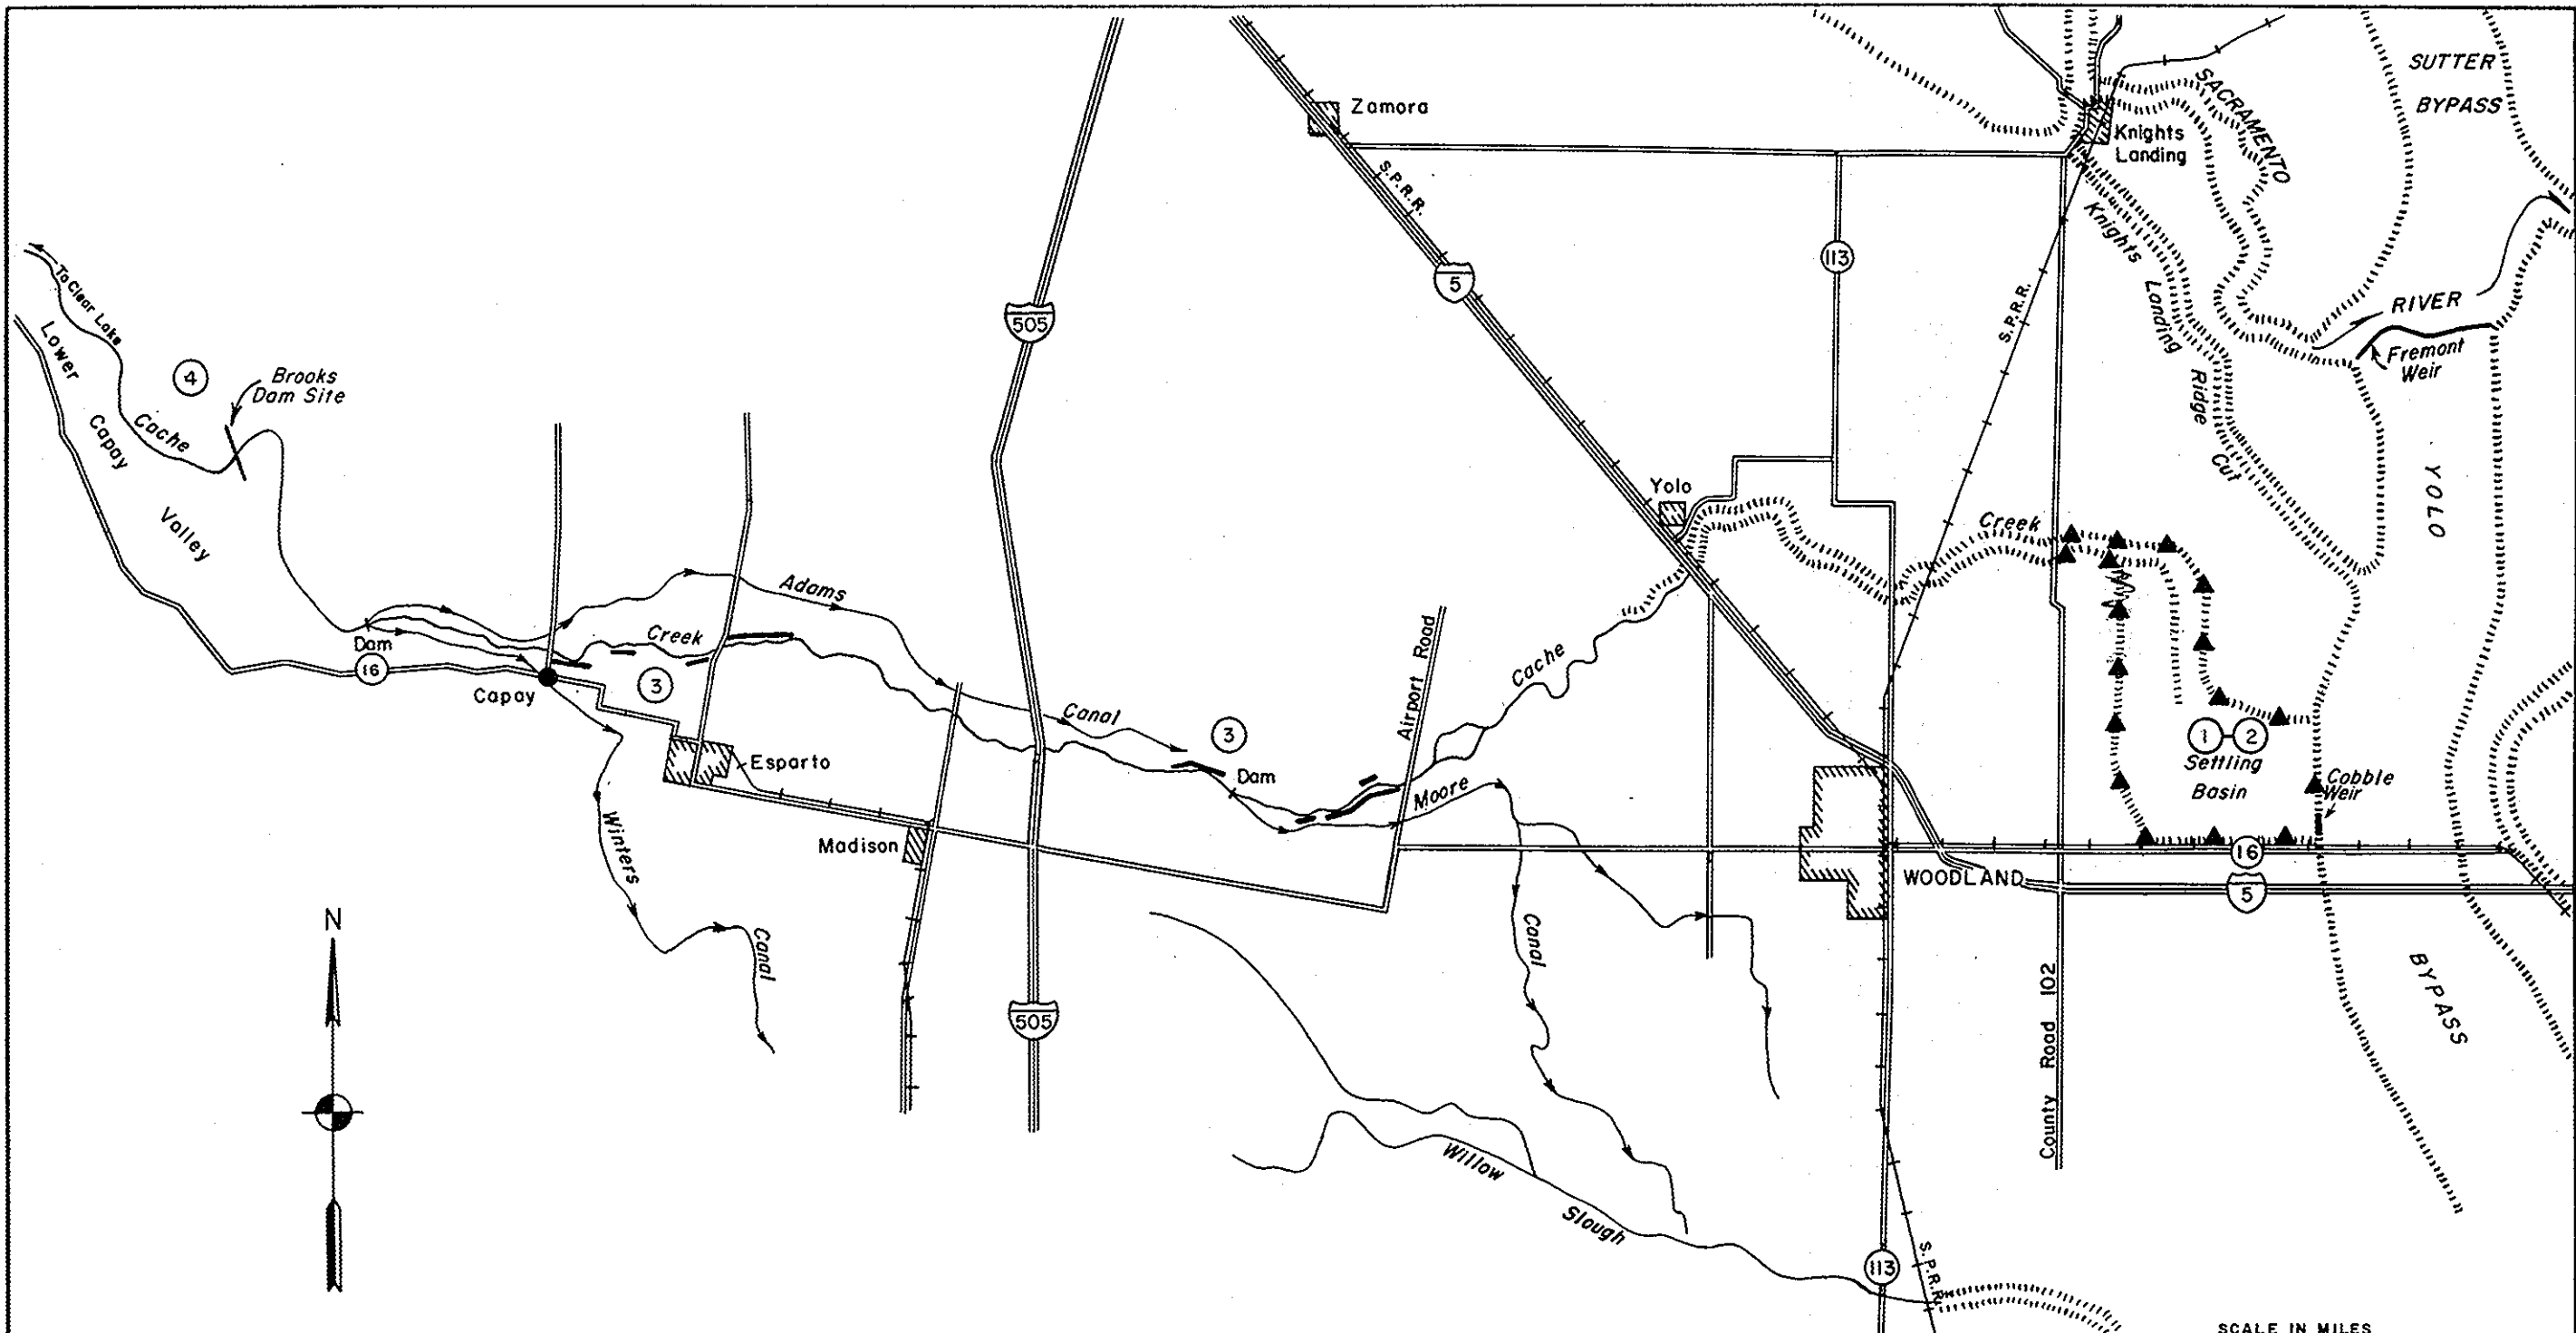 SUTTER
BYPASS
SACRAMENTO
RIVER
Zamora
Knights
Landing
S.P.R.R.
113
5
Knights
Landing
Ridge
Cut
S.P.R.R.
Fremont
Weir
To Clear Lake
Lower
Capay
Valley
505
4
Brooks
Dam Site
Cache
Yolo
YOLO
Creek
Adams
Creek
Dam
16
Capay
3
Canal
3
Dam
Airport Road
Cache
Moore
1
2
Settling
Basin
Cobble
Weir
Esparto
Madison
Winters
Canal
WOODLAND
16
5
N
Canal
505
County Road 102
BYPASS
Willow
Slough
113
S.P.R.R.
SCALE IN MILES